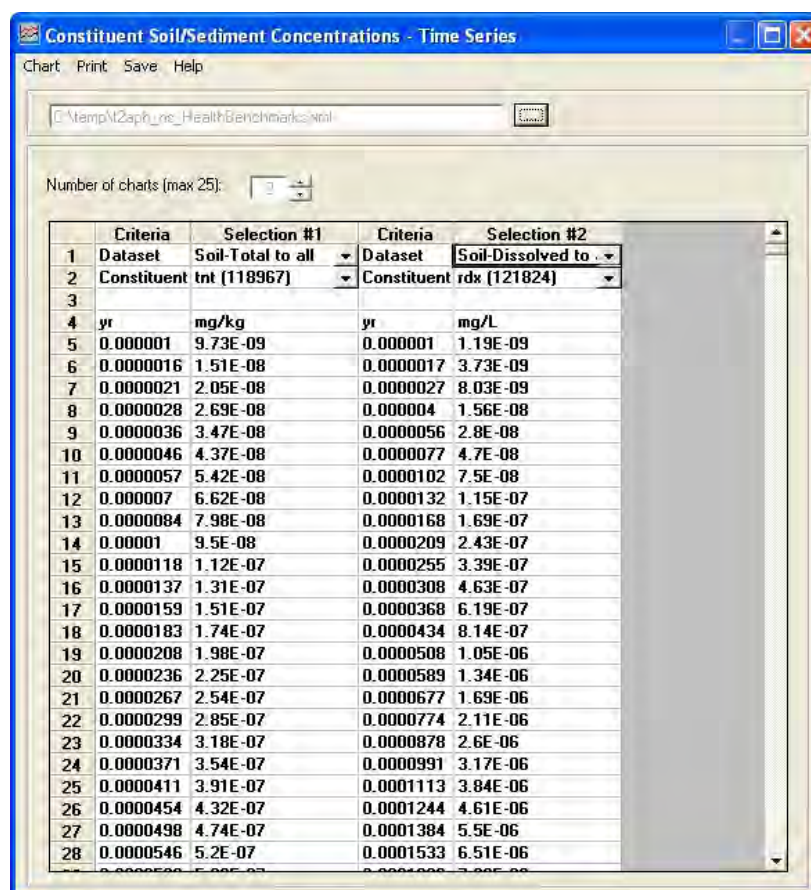 Constituent Soil/Sediment Concentrations - Time Series
Chart Print Save Help
Number of charts (max 25): 2
Criteria Selection #1 Criteria Selection #2
1 Dataset Soil-Total to all Dataset Soil-Dissolved to
2 Constituent tnt (118967) Constituent rdx (121824)
3
4 yr mg/kg yr mg/L
5 0.000001 9.73E-09 0.000001 1.19E-09
6 0.0000016 1.51E-08 0.0000017 3.73E-09
7 0.0000021 2.05E-08 0.0000027 8.03E-09
8 0.0000028 2.69E-08 0.000004 1.56E-08
9 0.0000036 3.47E-08 0.0000056 2.8E-08
10 0.0000046 4.37E-08 0.0000077 4.7E-08
11 0.0000057 5.42E-08 0.0000102 7.5E-08
12 0.000007 6.62E-08 0.0000132 1.15E-07
13 0.0000084 7.98E-08 0.0000168 1.69E-07
14 0.00001 9.5E-08 0.0000209 2.43E-07
15 0.0000118 1.12E-07 0.0000255 3.39E-07
16 0.0000137 1.31E-07 0.0000308 4.63E-07
17 0.0000159 1.51E-07 0.0000368 6.19E-07
18 0.0000183 1.74E-07 0.0000434 8.14E-07
19 0.0000208 1.98E-07 0.0000508 1.05E-06
20 0.0000236 2.25E-07 0.0000589 1.34E-06
21 0.0000267 2.54E-07 0.0000677 1.69E-06
22 0.0000299 2.85E-07 0.0000774 2.11E-06
23 0.0000334 3.18E-07 0.0000878 2.6E-06
24 0.0000371 3.54E-07 0.0000991 3.17E-06
25 0.0000411 3.91E-07 0.0001113 3.84E-06
26 0.0000454 4.32E-07 0.0001244 4.61E-06
27 0.0000498 4.74E-07 0.0001384 5.5E-06
28 0.0000546 5.2E-07 0.0001533 6.51E-06